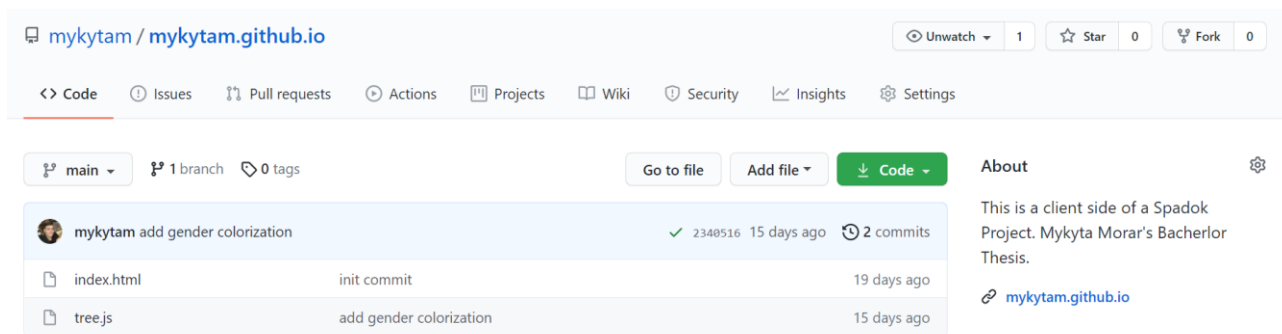 mykytam / mykytam.github.io
Unwatch 1 Star 0 Fork 0
<> Code Issues Pull requests Actions Projects Wiki Security Insights Settings
main 1 branch 0 tags Go to file Add file Code
About
mykytam add gender colorization 2340516 15 days ago 2 commits
index.html init commit 19 days ago
tree.js add gender colorization 15 days ago
This is a client side of a Spadok
Project. Mykyta Morar's Bacherlor
Thesis.
mykytam.github.io